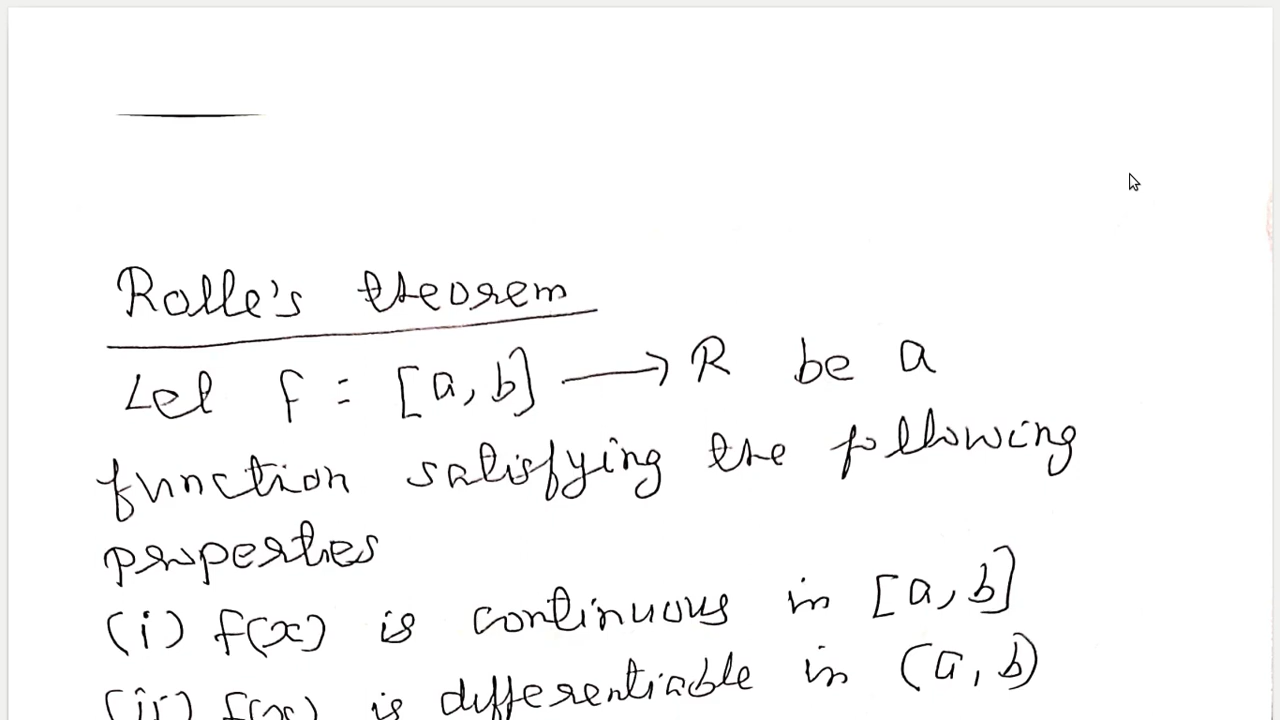 Rolle's theorem
Let f : [a, b] ⟶ R be a
function satisfying the following
properties
(i) f(x) is continuous in [a, b]
(ii) f(x) is differentiable in (a, b)